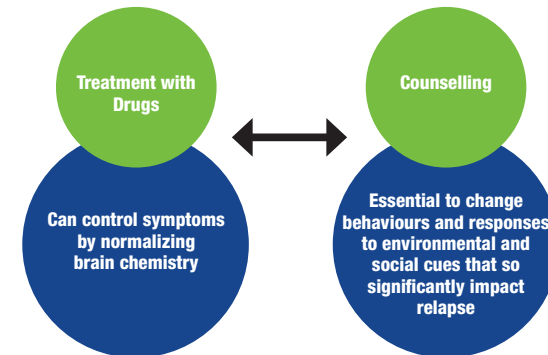 Treatment with
Drugs
Can control symptoms
by normalizing
brain chemistry
Counselling
Essential to change
behaviours and responses
to environmental and
social cues that so
significantly impact
relapse